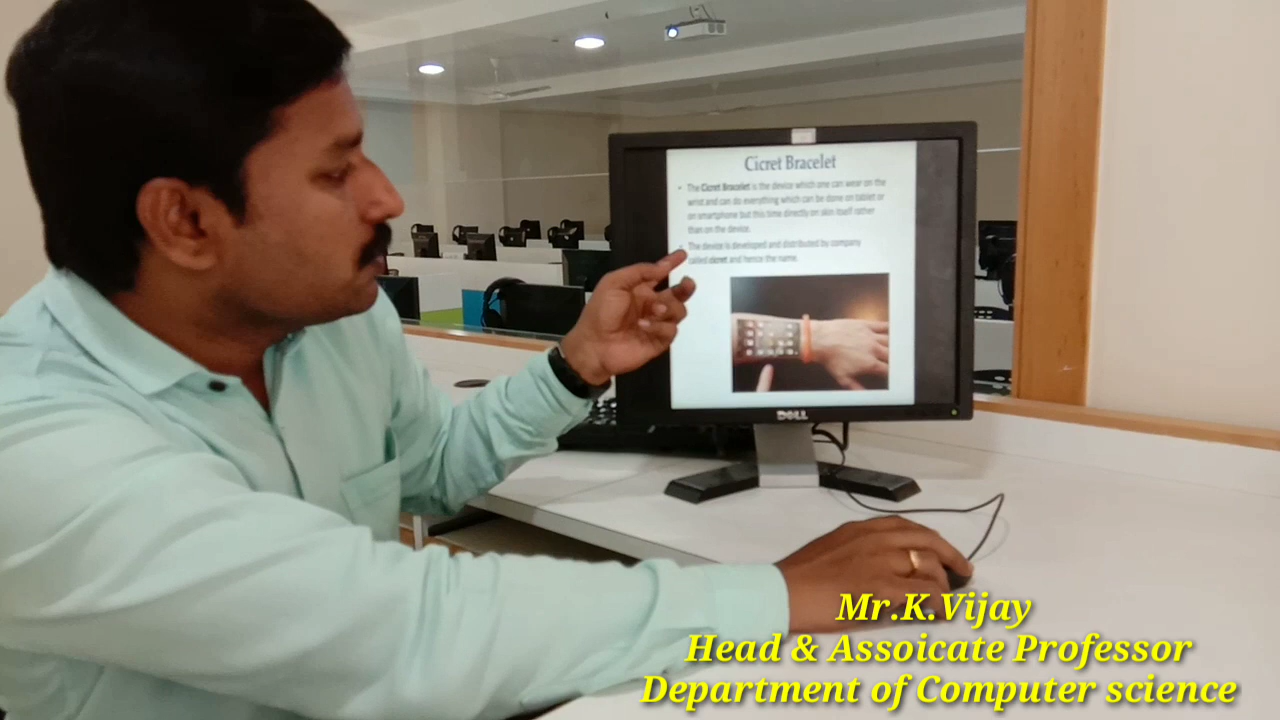 Cicret Bracelet
• The Cicret Bracelet is the device which one can wear on the
wrist and can do everything which can be done on tablet or
on smartphone but this time directly on skin itself rather
than on the device.
• The device is developed and distributed by company
called cicret and hence the name.
DELL
Mr.K.Vijay
Head & Assoicate Professor
Department of Computer science